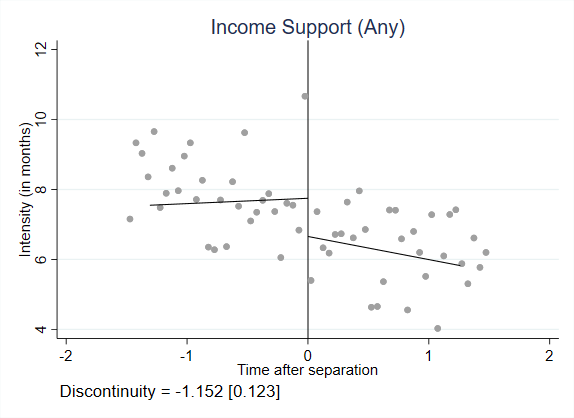 Income Support (Any)
Intensity (in months)
12
10
8
6
4
-2 -1 0 1 2
Time after separation
Discontinuity = -1.152 [0.123]